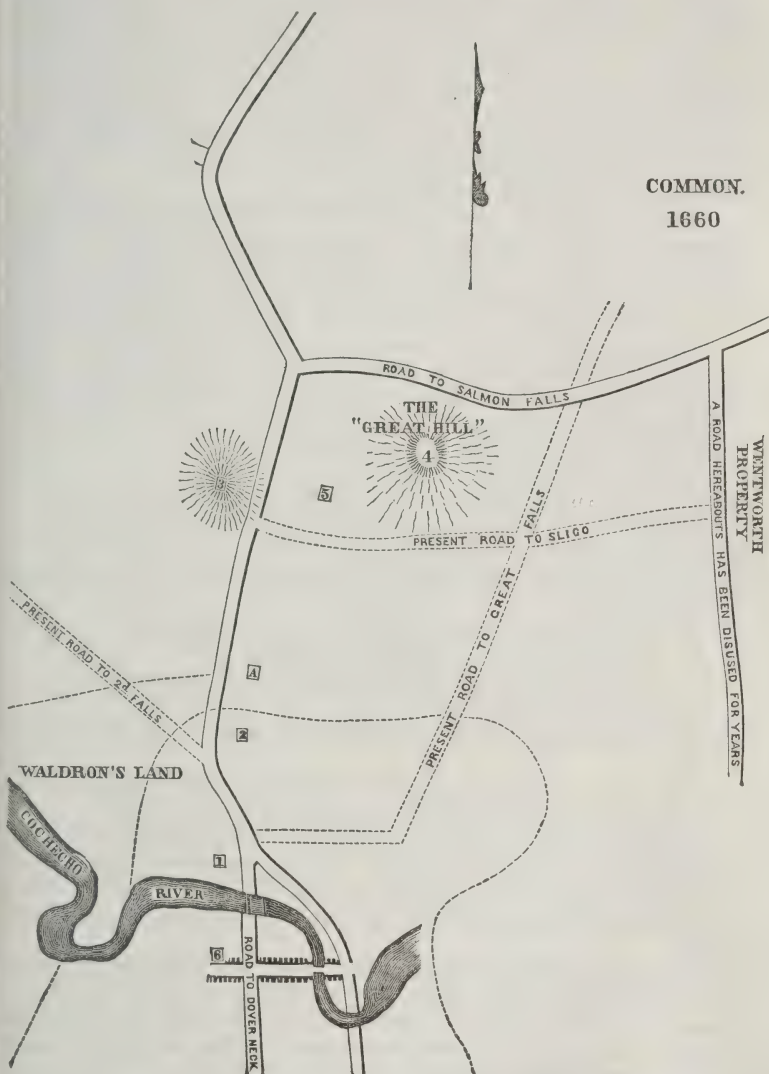 COMMON.
1660
ROAD TO SALMON FALLS
THE
"GREAT HILL"
4
3
5
PRESENT ROAD TO SLIGO
PRESENT ROAD TO GREAT FALLS
A ROAD HEREABOUTS HAS BEEN DISUSED FOR YEARS
WENTWORTH
PROPERTY
PRESENT ROAD TO 2d FALLS
A
2
WALDRON'S LAND
COCHECHO
RIVER
1
6
ROAD TO DOVER NECK